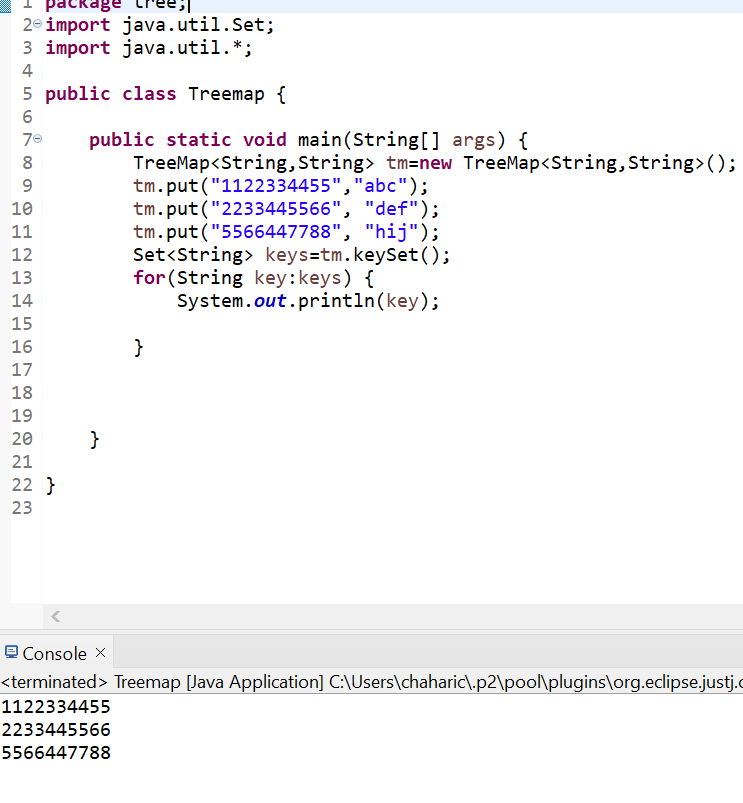 1 package tree;
2 import java.util.Set;
3 import java.util.*;
4
5 public class Treemap {
6
7     public static void main(String[] args) {
8         TreeMap<String,String> tm=new TreeMap<String,String>();
9         tm.put("1122334455","abc");
10         tm.put("2233445566", "def");
11         tm.put("5566447788", "hij");
12         Set<String> keys=tm.keySet();
13         for(String key:keys) {
14             System.out.println(key);
15
16         }
17
18
19
20     }
21
22 }
23
Console
<terminated> Treemap [Java Application] C:\Users\chaharic\.p2\pool\plugins\org.eclipse.justj.
1122334455
2233445566
5566447788